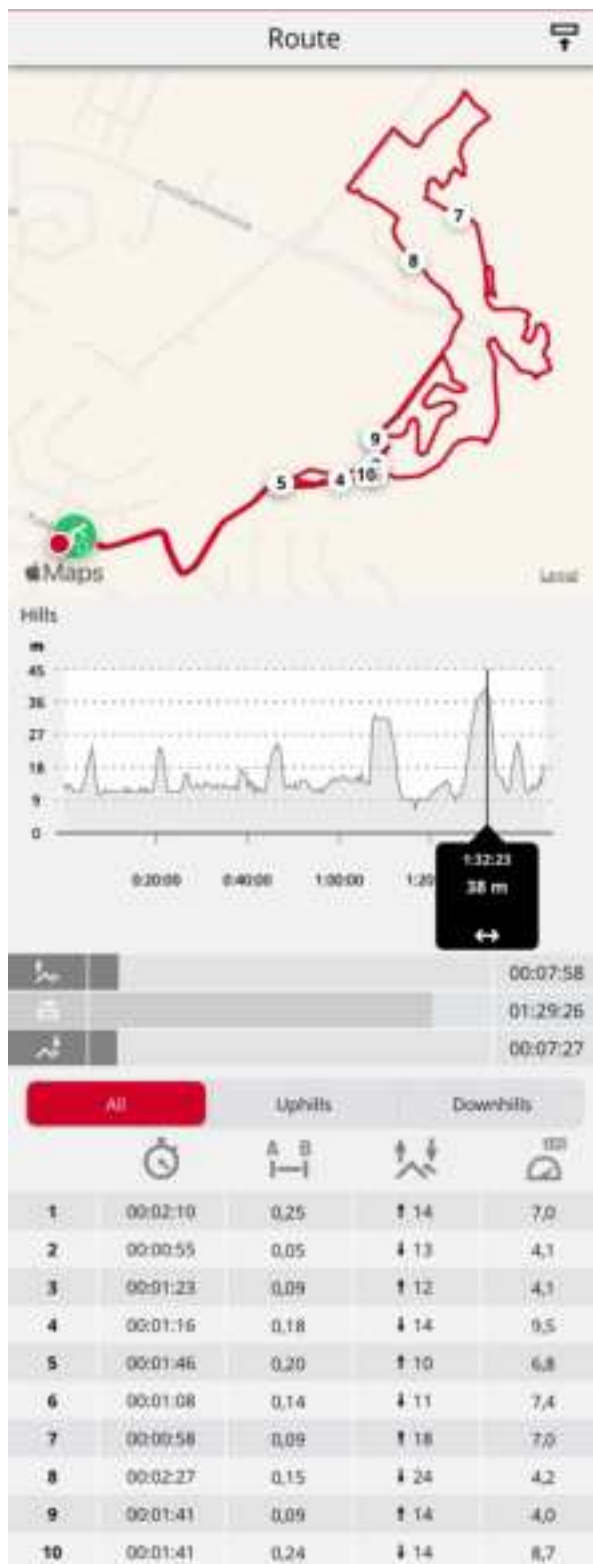 Route
7
8
9
5
4
10
Maps
Legal
Hills
m
45
36
27
18
9
0
0:20:00 0:40:00 1:00:00 1:20
1:32:23
38 m
00:07:58
01:29:26
00:07:27
All Uphills Downhills
A B
1 00:02:10 0,25 14 7,0
2 00:00:55 0,05 13 4,1
3 00:01:23 0,09 12 4,1
4 00:01:16 0,18 14 9,5
5 00:01:46 0,20 10 6,8
6 00:01:08 0,14 11 7,4
7 00:00:58 0,09 18 7,0
8 00:02:27 0,15 24 4,2
9 00:01:41 0,09 14 4,0
10 00:01:41 0,24 14 8,7